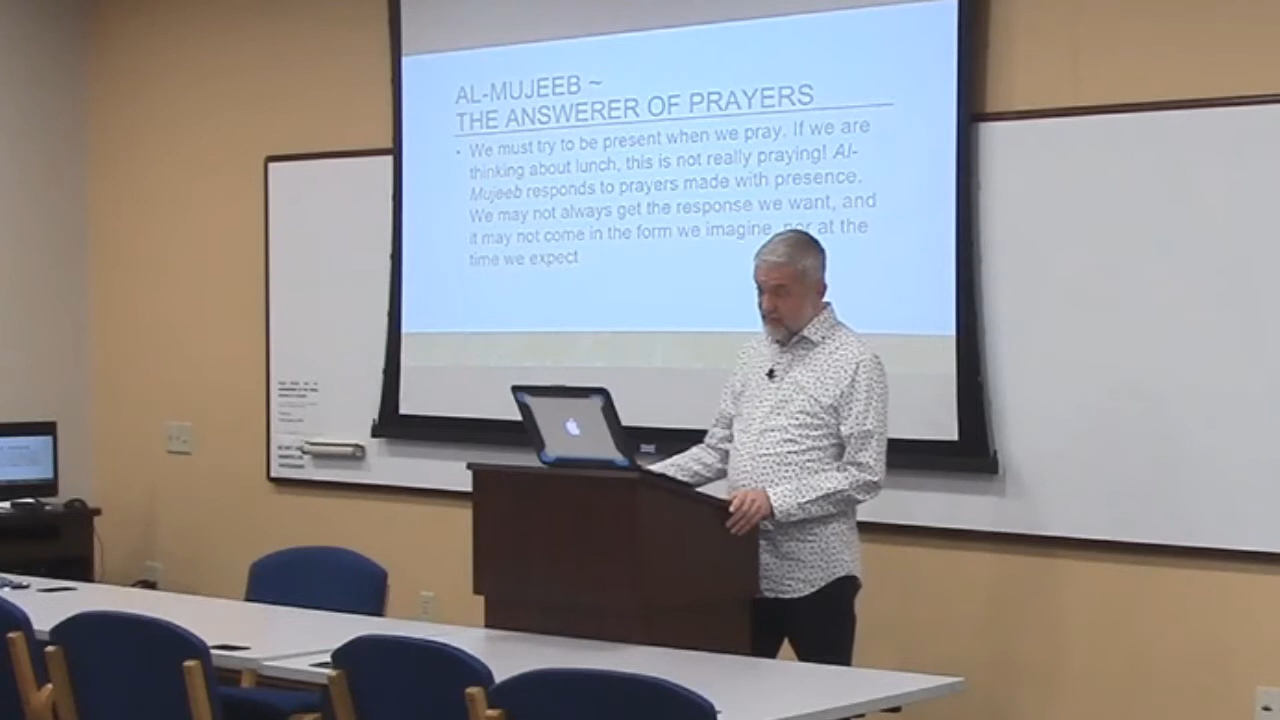 AL-MUJEEB ~
THE ANSWERER OF PRAYERS
• We must try to be present when we pray. If we are
thinking about lunch, this is not really praying! Al-
Mujeeb responds to prayers made with presence.
We may not always get the response we want, and
it may not come in the form we imagine, nor at the
time we expect